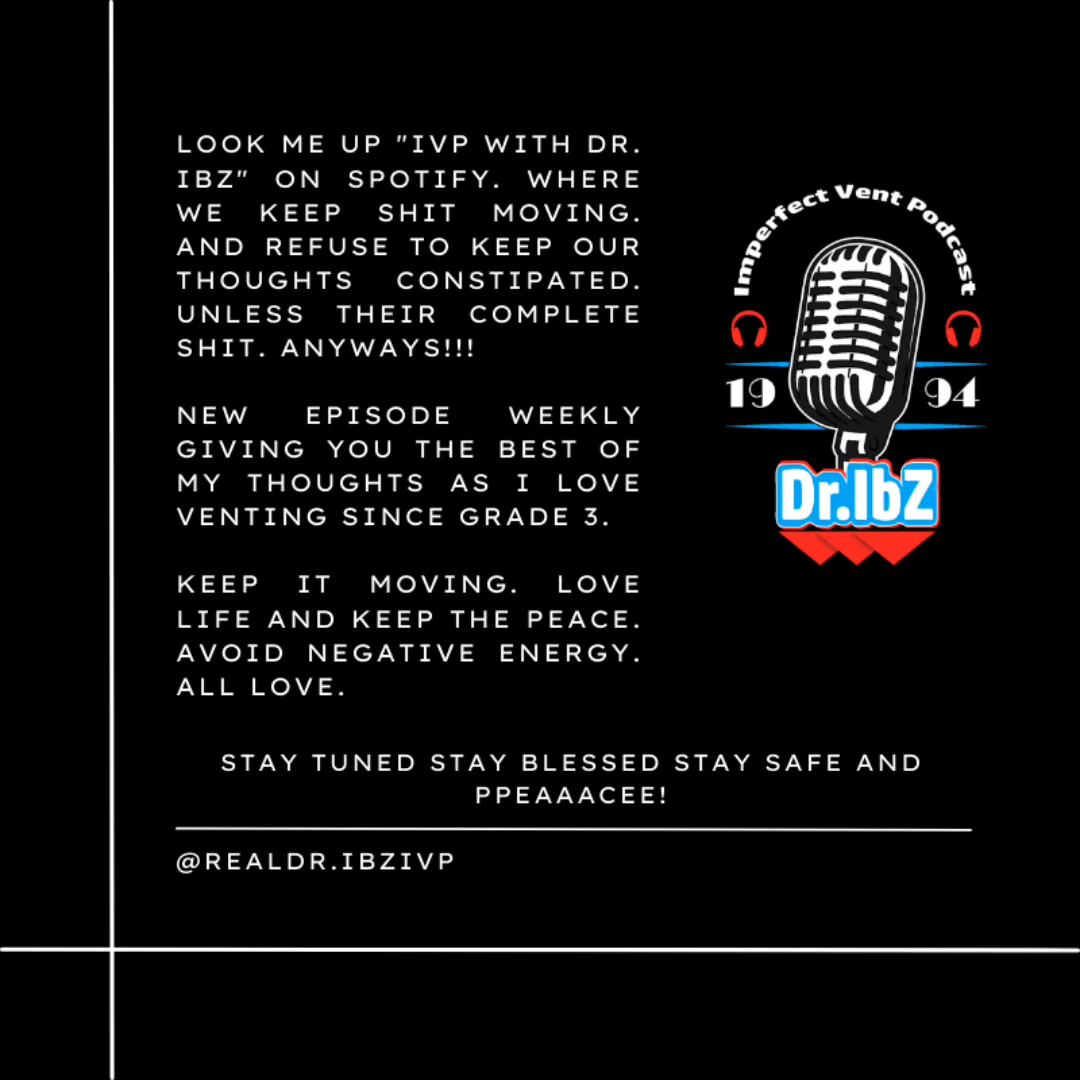 LOOK ME UP "IVP WITH DR.
IBZ" ON SPOTIFY. WHERE
WE KEEP SHIT MOVING.
AND REFUSE TO KEEP OUR
THOUGHTS CONSTIPATED.
UNLESS THEIR COMPLETE
SHIT. ANYWAYS!!!
NEW EPISODE WEEKLY
GIVING YOU THE BEST OF
MY THOUGHTS AS I LOVE
VENTING SINCE GRADE 3.
KEEP IT MOVING. LOVE
LIFE AND KEEP THE PEACE.
AVOID NEGATIVE ENERGY.
ALL LOVE.
Imperfect Vent Podcast
19 94
Dr.IbZ
STAY TUNED STAY BLESSED STAY SAFE AND
PPEAAACEE!
@REALDR.IBZIVP